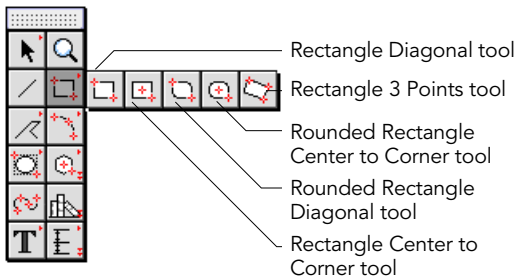 Rectangle Diagonal tool
Rectangle 3 Points tool
Rounded Rectangle
Center to Corner tool
Rounded Rectangle
Diagonal tool
Rectangle Center to
Corner tool
T